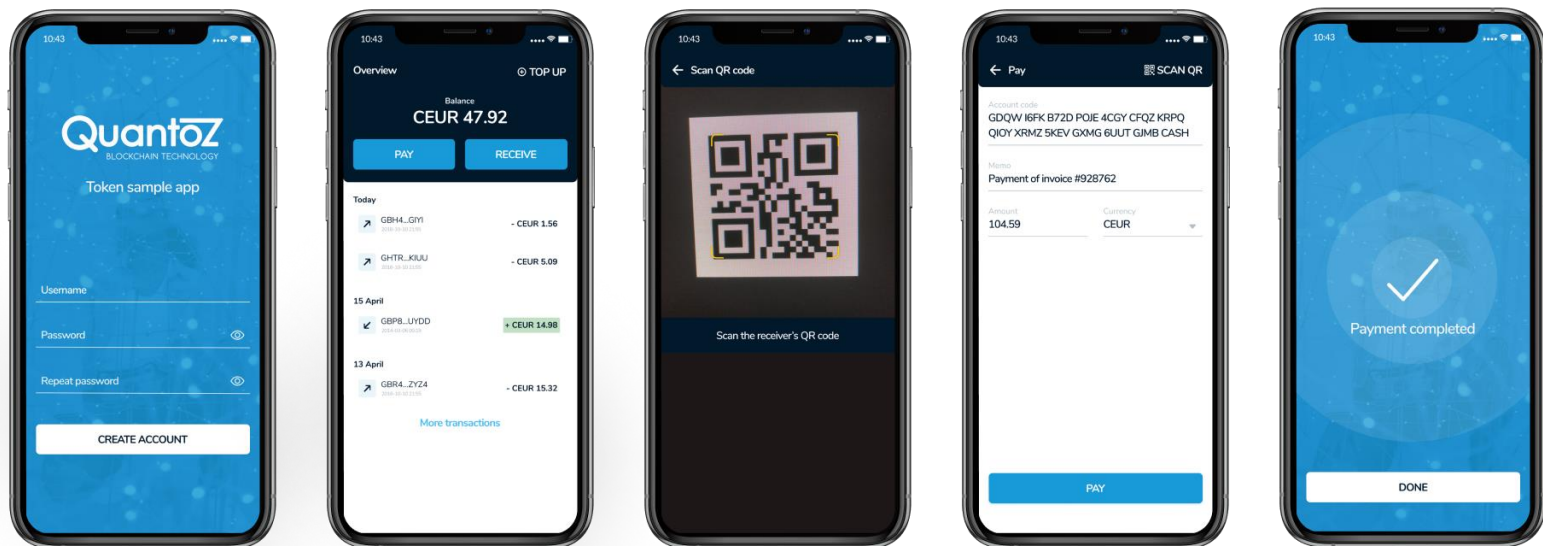 10:43
QuantoZ
BLOCKCHAIN TECHNOLOGY
Token sample app
Username
Password
Repeat password
CREATE ACCOUNT
10:43
Overview
TOP UP
Balance
CEUR 47.92
PAY
RECEIVE
Today
GBH4...GIYI
- CEUR 1.56
GHTR...KIUU
- CEUR 5.09
15 April
GBP8...UYDD
+ CEUR 14.98
13 April
GBR4...ZYZ4
- CEUR 15.32
More transactions
10:43
Scan QR code
Scan the receiver's QR code
10:43
Pay
SCAN QR
Account code
GDQW I6FK B72D POJE 4CGY CFQZ KRPQ
QIOY XRMZ 5KEV GXMG 6UUT GJMB CASH
Memo
Payment of invoice #928762
Amount
Currency
104.59
CEUR
PAY
10:43
Payment completed
DONE